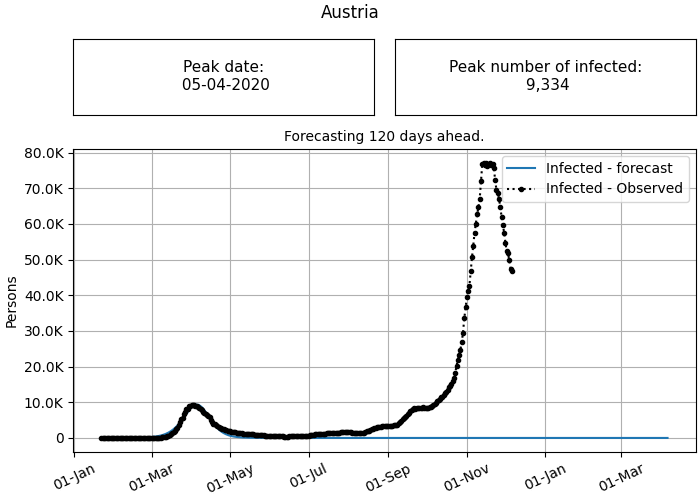 Austria
Peak date:
05-04-2020
Peak number of infected:
9,334
Forecasting 120 days ahead.
80.0K
70.0K
60.0K
50.0K
40.0K
30.0K
20.0K
10.0K
0
Persons
Infected - forecast
Infected - Observed
01-Jan
01-Mar
01-May
01-Jul
01-Sep
01-Nov
01-Jan
01-Mar